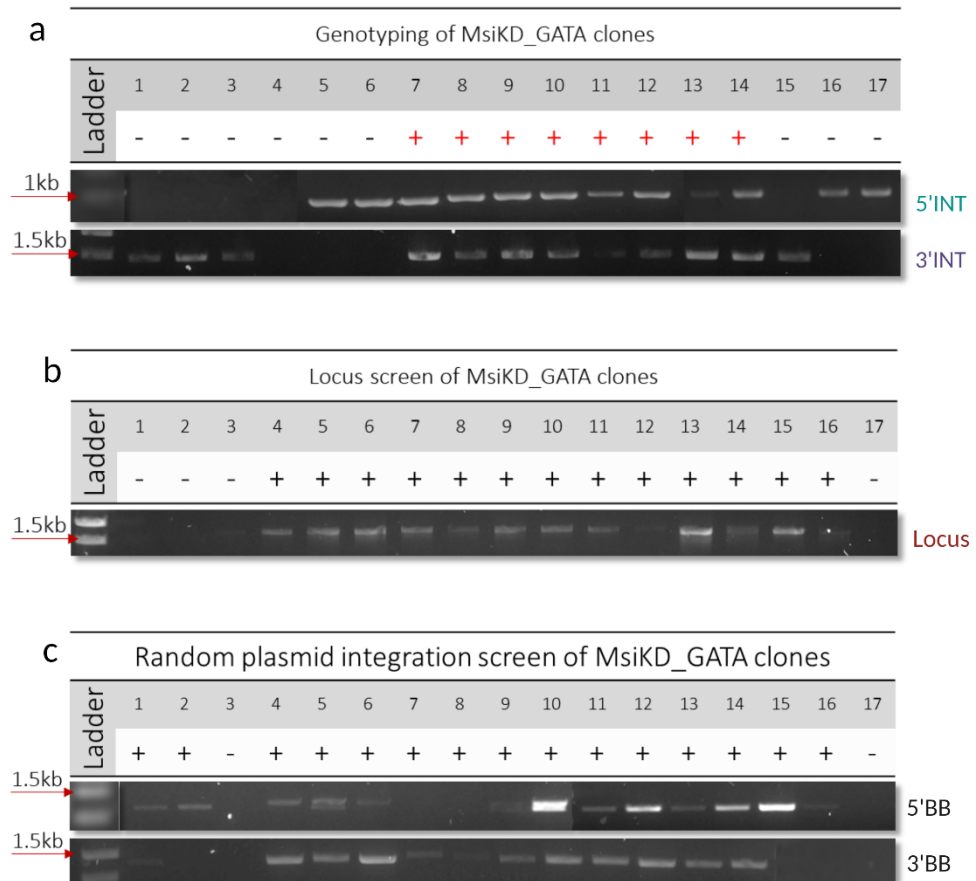 a
Genotyping of MsiKD_GATA clones
Ladder 1 2 3 4 5 6 7 8 9 10 11 12 13 14 15 16 17
- - - - - - + + + + + + + + - - -
1kb
5'INT
1.5kb
3'INT
b
Locus screen of MsiKD_GATA clones
Ladder 1 2 3 4 5 6 7 8 9 10 11 12 13 14 15 16 17
- - - + + + + + + + + + + + + + -
1.5kb
Locus
c
Random plasmid integration screen of MsiKD_GATA clones
Ladder 1 2 3 4 5 6 7 8 9 10 11 12 13 14 15 16 17
+ + - + + + + + + + + + + + + + -
1.5kb
5'BB
1.5kb
3'BB